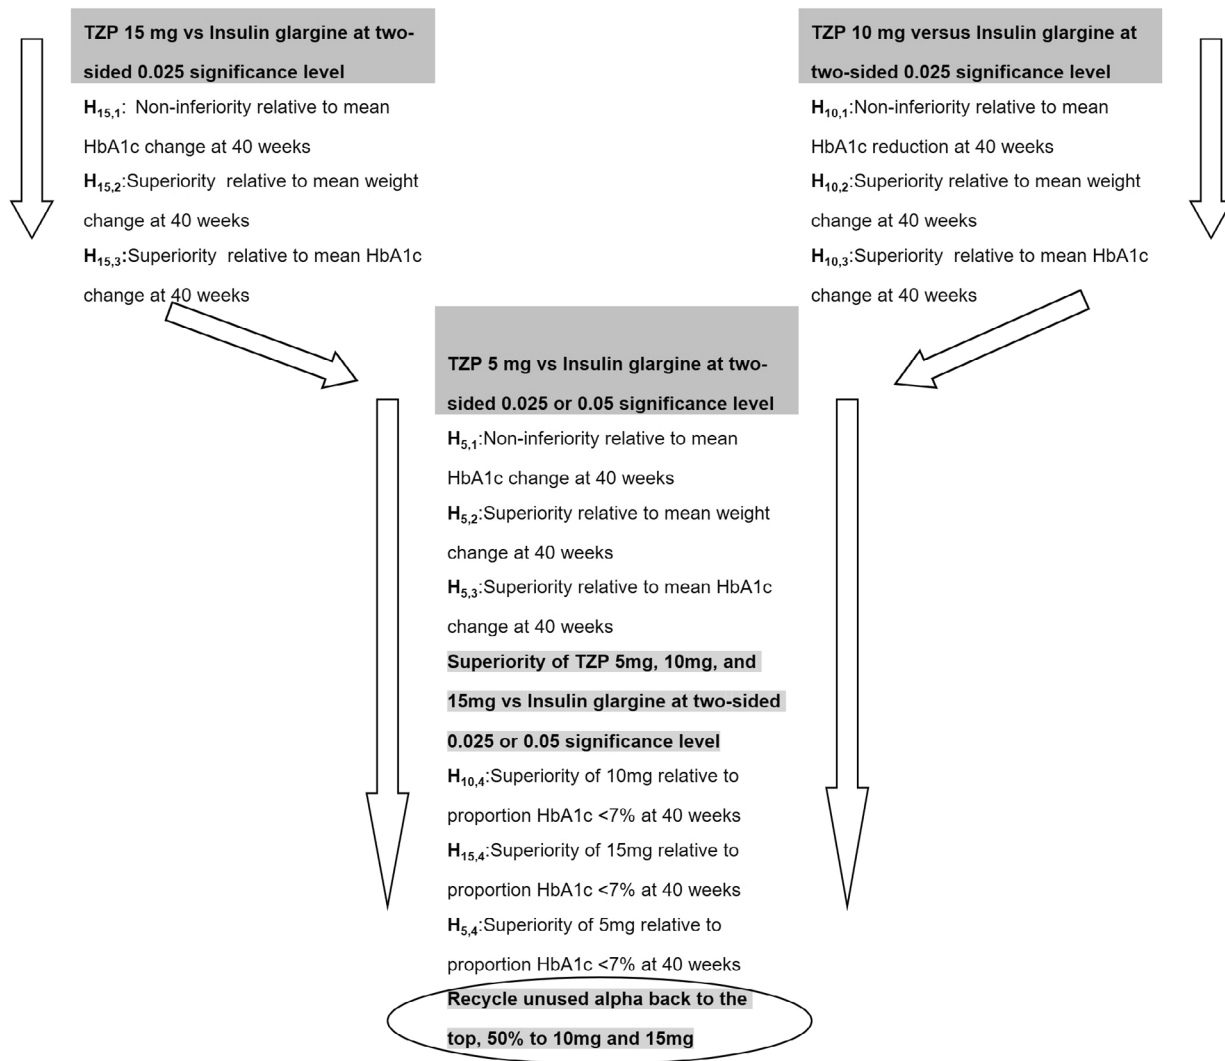 TZP 15 mg vs Insulin glargine at two-
sided 0.025 significance level
H15,1: Non-inferiority relative to mean
HbA1c change at 40 weeks
H15,2:Superiority relative to mean weight
change at 40 weeks
H15,3:Superiority relative to mean HbA1c
change at 40 weeks
TZP 10 mg versus Insulin glargine at
two-sided 0.025 significance level
H10,1:Non-inferiority relative to mean
HbA1c reduction at 40 weeks
H10,2:Superiority relative to mean weight
change at 40 weeks
H10,3:Superiority relative to mean HbA1c
change at 40 weeks
TZP 5 mg vs Insulin glargine at two-
sided 0.025 or 0.05 significance level
H5,1:Non-inferiority relative to mean
HbA1c change at 40 weeks
H5,2:Superiority relative to mean weight
change at 40 weeks
H5,3:Superiority relative to mean HbA1c
change at 40 weeks
Superiority of TZP 5mg, 10mg, and
15mg vs Insulin glargine at two-sided
0.025 or 0.05 significance level
H10,4:Superiority of 10mg relative to
proportion HbA1c <7% at 40 weeks
H15,4:Superiority of 15mg relative to
proportion HbA1c <7% at 40 weeks
H5,4:Superiority of 5mg relative to
proportion HbA1c <7% at 40 weeks
Recycle unused alpha back to the
top, 50% to 10mg and 15mg